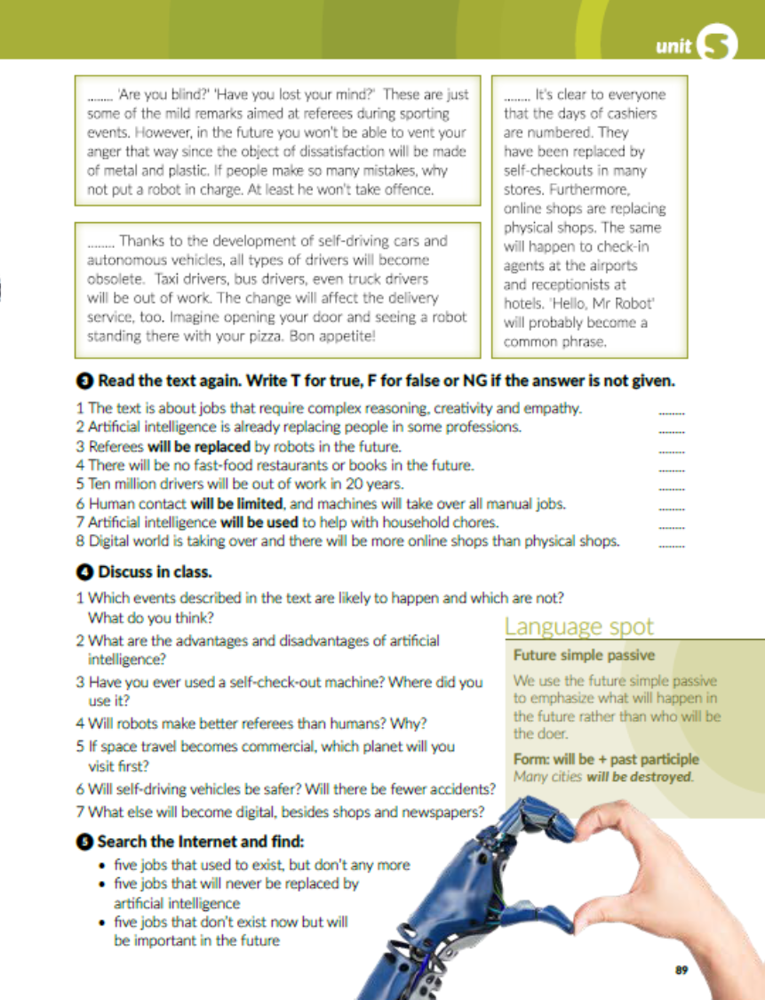 unit 5
........ 'Are you blind?' 'Have you lost your mind?' These are just
some of the mild remarks aimed at referees during sporting
events. However, in the future you won't be able to vent your
anger that way since the object of dissatisfaction will be made
of metal and plastic. If people make so many mistakes, why
not put a robot in charge. At least he won't take offence.
........ Thanks to the development of self-driving cars and
autonomous vehicles, all types of drivers will become
obsolete. Taxi drivers, bus drivers, even truck drivers
will be out of work. The change will affect the delivery
service, too. Imagine opening your door and seeing a robot
standing there with your pizza. Bon appetite!
........ It's clear to everyone
that the days of cashiers
are numbered. They
have been replaced by
self-checkouts in many
stores. Furthermore,
online shops are replacing
physical shops. The same
will happen to check-in
agents at the airports
and receptionists at
hotels. 'Hello, Mr Robot'
will probably become a
common phrase.
3 Read the text again. Write T for true, F for false or NG if the answer is not given.
1 The text is about jobs that require complex reasoning, creativity and empathy. ........
2 Artificial intelligence is already replacing people in some professions. ........
3 Referees will be replaced by robots in the future. ........
4 There will be no fast-food restaurants or books in the future. ........
5 Ten million drivers will be out of work in 20 years. ........
6 Human contact will be limited, and machines will take over all manual jobs. ........
7 Artificial intelligence will be used to help with household chores. ........
8 Digital world is taking over and there will be more online shops than physical shops. ........
4 Discuss in class.
1 Which events described in the text are likely to happen and which are not?
What do you think?
2 What are the advantages and disadvantages of artificial
intelligence?
3 Have you ever used a self-check-out machine? Where did you
use it?
4 Will robots make better referees than humans? Why?
5 If space travel becomes commercial, which planet will you
visit first?
6 Will self-driving vehicles be safer? Will there be fewer accidents?
7 What else will become digital, besides shops and newspapers?
Language spot
Future simple passive
We use the future simple passive
to emphasize what will happen in
the future rather than who will be
the doer.
Form: will be + past participle
Many cities will be destroyed.
5 Search the Internet and find:
• five jobs that used to exist, but don't any more
• five jobs that will never be replaced by
artificial intelligence
• five jobs that don't exist now but will
be important in the future
89